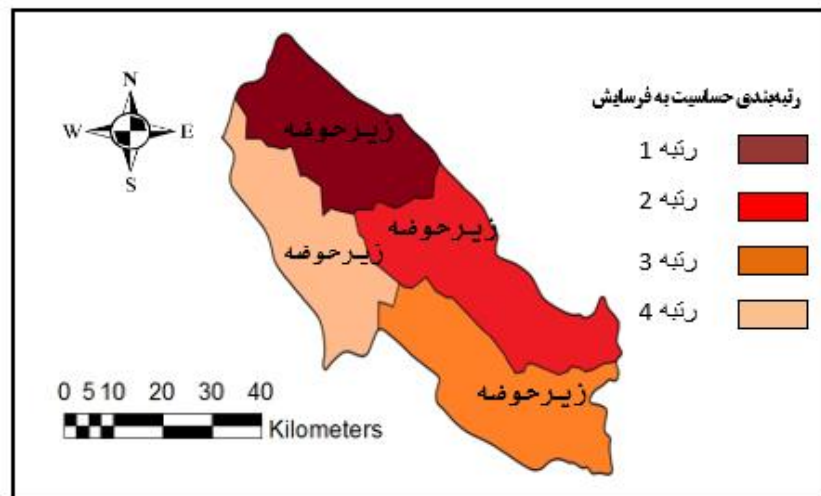 N
W E
S
رتبه‌بندی حساسیت به فرسایش
رتبه 1
رتبه 2
رتبه 3
رتبه 4
زیرحوضه
زیرحوضه
زیرحوضه
زیرحوضه
0 5 10 20 30 40
Kilometers